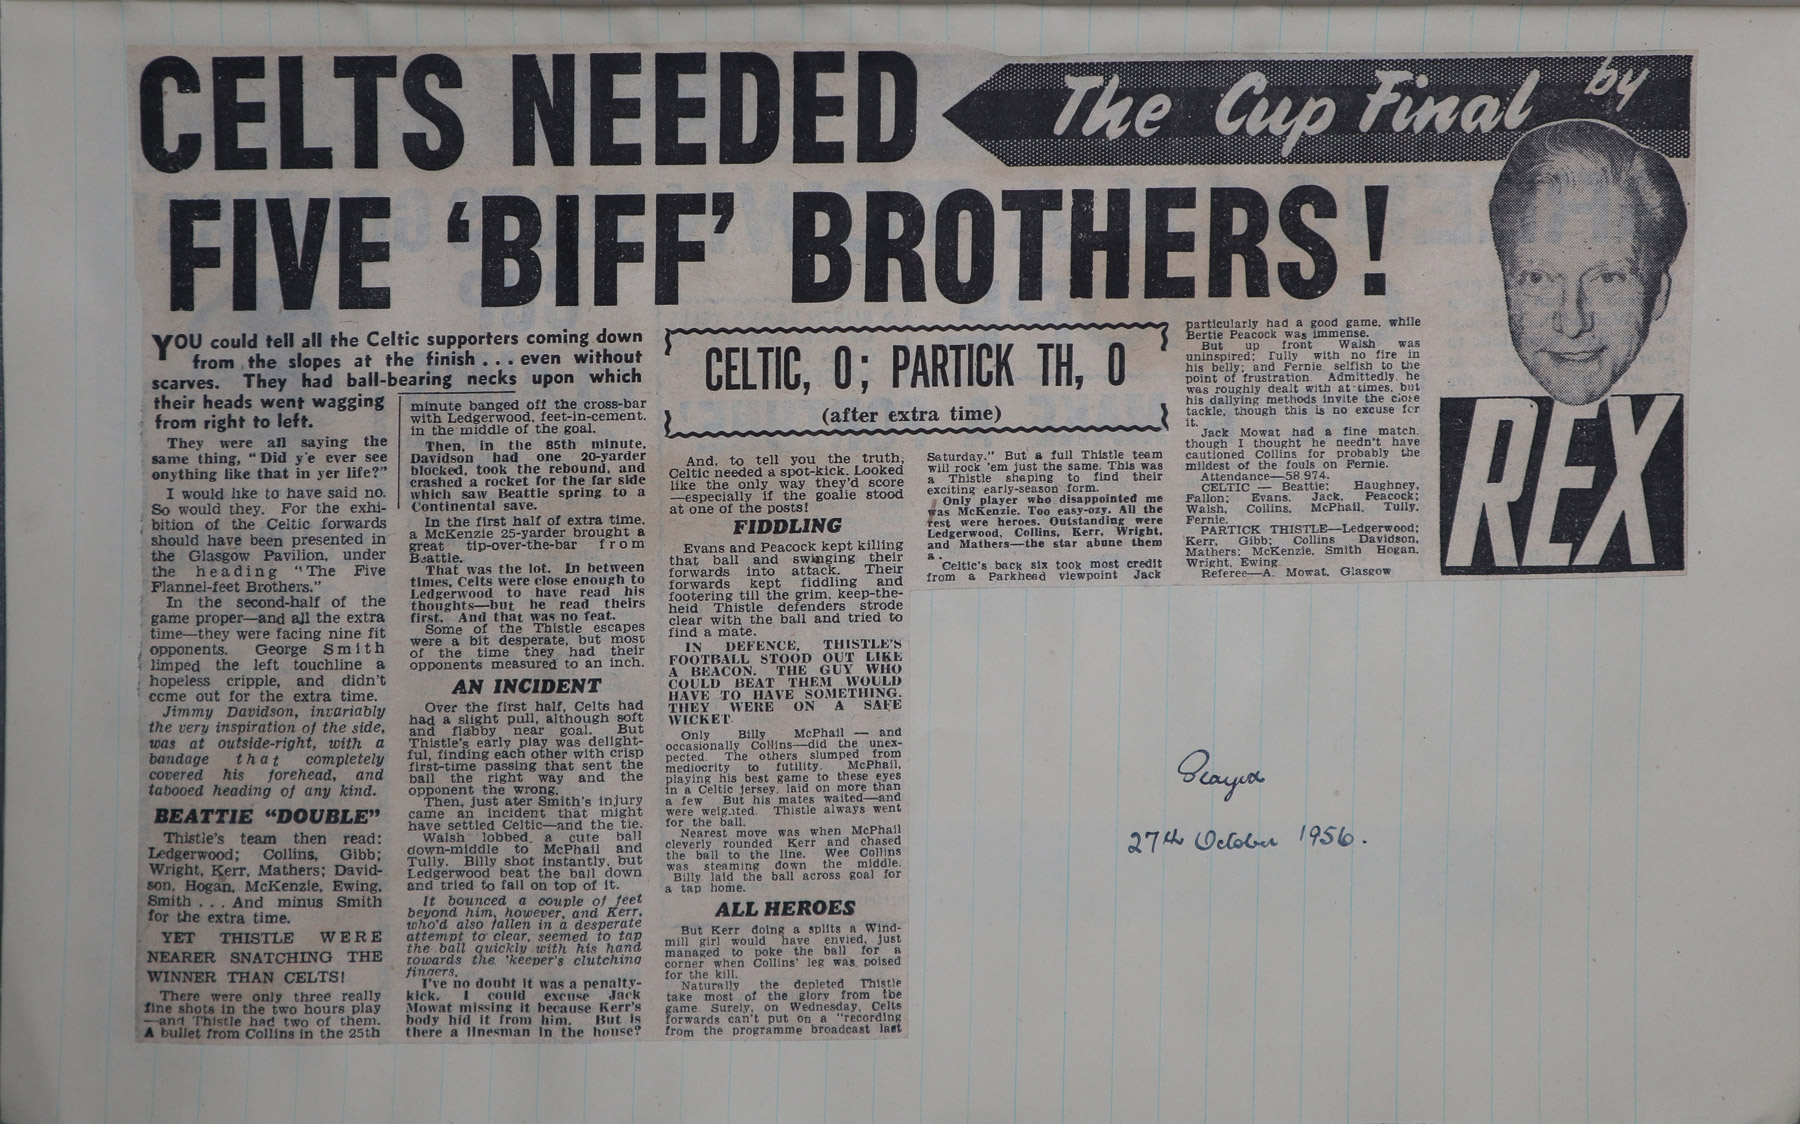 CELTS NEEDED
FIVE 'BIFF' BROTHERS!
The Cup Final by
REX
YOU could tell all the Celtic supporters coming down
from the slopes at the finish . . . even without
scarves. They had ball-bearing necks upon which
their heads went wagging
from right to left.
They were all saying the
same thing, "Did y'e ever see
onything like that in yer life?"
I would like to have said no.
So would they. For the exhi-
bition of the Celtic forwards
should have been presented in
the Glasgow Pavilion, under
the heading "The Five
Flannel-feet Brothers."
In the second-half of the
game proper—and all the extra
time—they were facing nine fit
opponents. George Smith
limped the left touchline a
hopeless cripple, and didn't
come out for the extra time.
Jimmy Davidson, invariably
the very inspiration of the side,
was at outside-right, with a
bandage that completely
covered his forehead, and
tabooed heading of any kind.
BEATTIE "DOUBLE"
Thistle's team then read:
Ledgerwood; Collins, Gibb;
Wright, Kerr, Mathers; David-
son, Hogan, McKenzie, Ewing,
Smith . . . And minus Smith
for the extra time.
YET THISTLE WERE
NEARER SNATCHING THE
WINNER THAN CELTS!
There were only three really
fine shots in the two hours play
—and Thistle had two of them.
A bullet from Collins in the 25th
minute banged off the cross-bar
with Ledgerwood, feet-in-cement,
in the middle of the goal.
Then, in the 85th minute,
Davidson had one 20-yarder
blocked, took the rebound, and
crashed a rocket for the far side
which saw Beattie spring to a
Continental save.
In the first half of extra time,
a McKenzie 25-yarder brought a
great tip-over-the-bar from
Beattie.
That was the lot. In between
times, Celts were close enough to
Ledgerwood to have read his
thoughts—but he read theirs
first. And that was no feat.
Some of the Thistle escapes
were a bit desperate, but most
of the time they had their
opponents measured to an inch.
AN INCIDENT
Over the first half, Celts had
had a slight pull, although soft
and flabby near goal. But
Thistle's early play was delight-
ful, finding each other with crisp
first-time passing that sent the
ball the right way and the
opponent the wrong.
Then, just ater Smith's injury
came an incident that might
have settled Celtic—and the tie.
Walsh lobbed a cute ball
down-middle to McPhail and
Tully. Billy shot instantly, but
Ledgerwood beat the ball down
and tried to fall on top of it.
It bounced a couple of feet
beyond him, however, and Kerr,
who'd also fallen in a desperate
attempt to clear, seemed to tap
the ball quickly with his hand
towards the 'keeper's clutching
fingers.
I've no doubt it was a penalty-
kick. I could excuse Jack
Mowat missing it because Kerr's
body hid it from him. But is
there a linesman in the house?
CELTIC, 0; PARTICK TH, 0
(after extra time)
And, to tell you the truth,
Celtic needed a spot-kick. Looked
like the only way they'd score
—especially if the goalie stood
at one of the posts!
FIDDLING
Evans and Peacock kept killing
that ball and swinging their
forwards into attack. Their
forwards kept fiddling and
footering till the grim, keep-the-
heid Thistle defenders strode
clear with the ball and tried to
find a mate.
IN DEFENCE, THISTLE'S
FOOTBALL STOOD OUT LIKE
A BEACON. THE GUY WHO
COULD BEAT THEM WOULD
HAVE TO HAVE SOMETHING.
THEY WERE ON A SAFE
WICKET.
Only Billy McPhail — and
occasionally Collins—did the unex-
pected. The others slumped from
mediocrity to futility. McPhail,
playing his best game to these eyes
in a Celtic jersey, laid on more than
a few But his mates waited—and
were weighted. Thistle always went
for the ball.
Nearest move was when McPhail
cleverly rounded Kerr and chased
the ball to the line. Wee Collins
was steaming down the middle.
Billy laid the ball across goal for
a tap home.
ALL HEROES
But Kerr doing a splits a Wind-
mill girl would have envied, just
managed to poke the ball for a
corner when Collins' leg was poised
for the kill.
Naturally the depleted Thistle
take most of the glory from the
game. Surely, on Wednesday, Celts
forwards can't put on a "recording
from the programme broadcast last
Saturday." But a full Thistle team
will rock 'em just the same. This was
a Thistle shaping to find their
exciting early-season form.
Only player who disappointed me
was McKenzie. Too easy-ozy. All the
rest were heroes. Outstanding were
Ledgerwood, Collins, Kerr, Wright,
and Mathers—the star abune them
a'.
Celtic's back six took most credit
from a Parkhead viewpoint Jack
particularly had a good game, while
Bertie Peacock was immense.
But up front Walsh was
uninspired; Tully with no fire in
his belly; and Fernie selfish to the
point of frustration. Admittedly he
was roughly dealt with at times, but
his dallying methods invite the close
tackle, though this is no excuse for
it.
Jack Mowat had a fine match,
though I thought he needn't have
cautioned Collins for probably the
mildest of the fouls on Fernie.
Attendance—58,974.
CELTIC — Beattie; Haughney,
Fallon; Evans, Jack, Peacock;
Walsh, Collins, McPhail, Tully,
Fernie.
PARTICK THISTLE—Ledgerwood;
Kerr, Gibb; Collins Davidson,
Mathers; McKenzie, Smith Hogan,
Wright, Ewing.
Referee—A. Mowat, Glasgow
Played
27th October 1956.